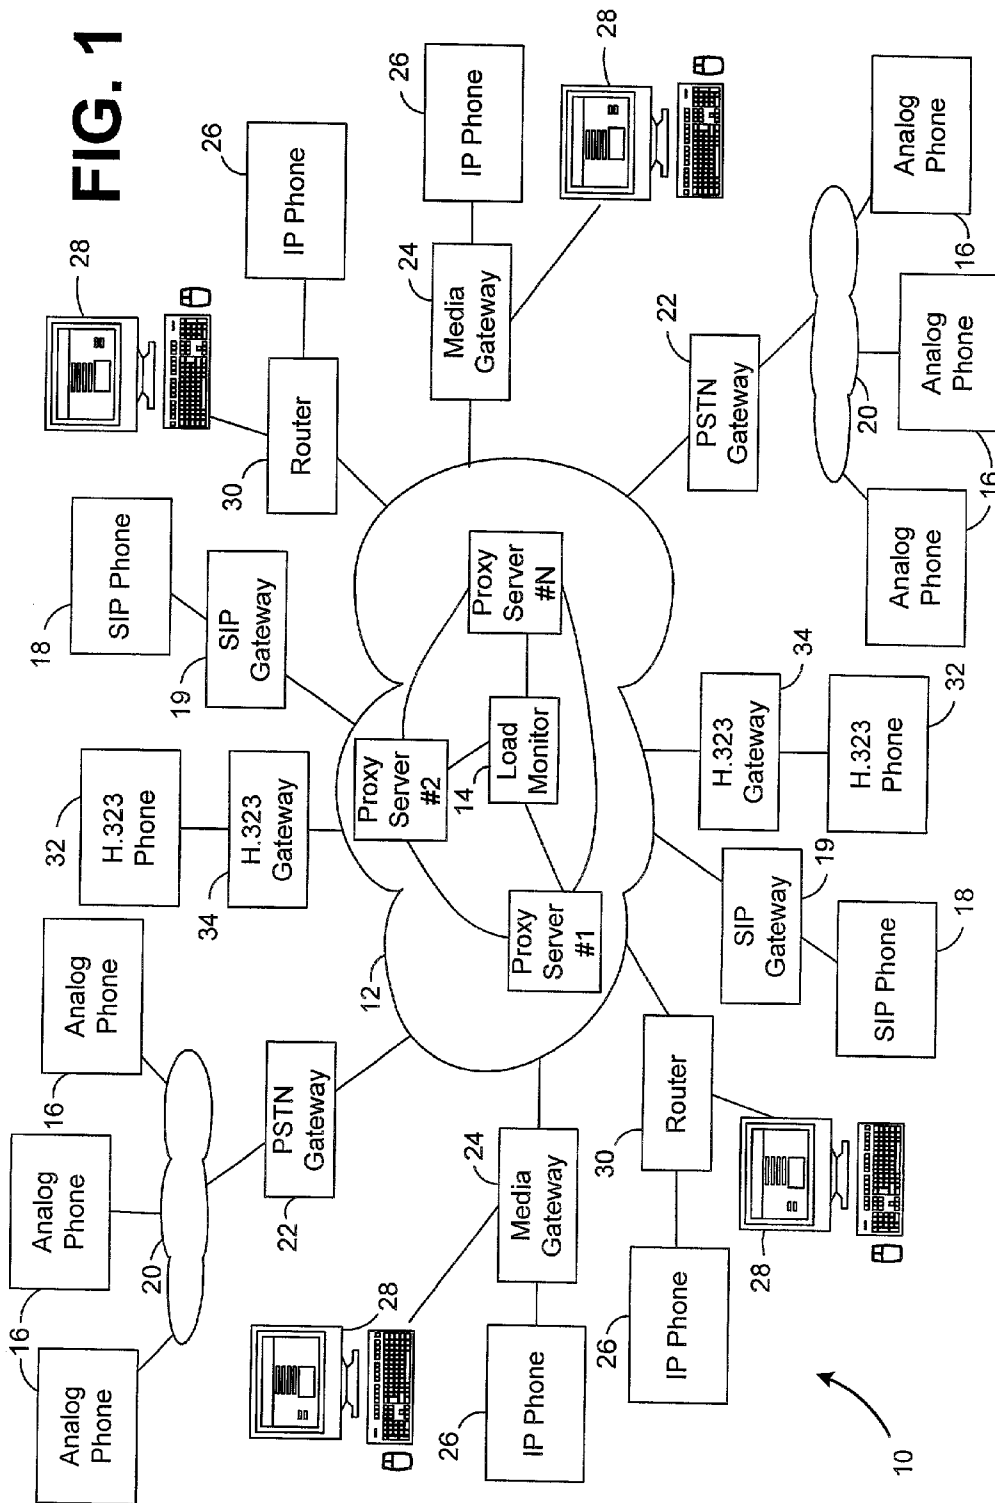 FIG. 1
16
Analog
Phone
16
Analog
Phone
16
Analog
Phone
20
22
PSTN
Gateway
32
H.323
Phone
34
H.323
Gateway
18
SIP Phone
19
SIP
Gateway
28
26
IP Phone
30
Router
12
Proxy
Server
#2
14
Load
Monitor
Proxy
Server
#1
Proxy
Server
#N
28
24
Media
Gateway
26
IP Phone
24
Media
Gateway
26
IP Phone
28
26
IP Phone
30
Router
28
19
SIP
Gateway
18
SIP Phone
34
H.323
Gateway
32
H.323
Phone
22
PSTN
Gateway
20
16
Analog
Phone
16
Analog
Phone
16
Analog
Phone
10